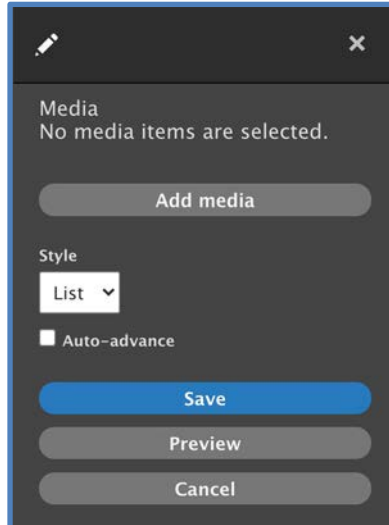 Media
No media items are selected.
Add media
Style
List
Auto-advance
Save
Preview
Cancel